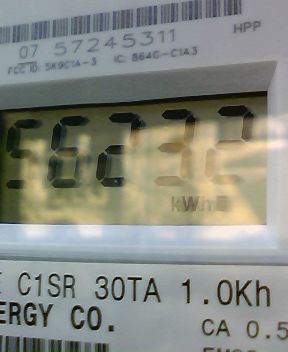 07 57245311 HPP
FCC ID: SK9C1A-3 IC: 864G-C1A3
56232
kWh
C1SR 30TA 1.0Kh
ERGY CO.
CA 0.5